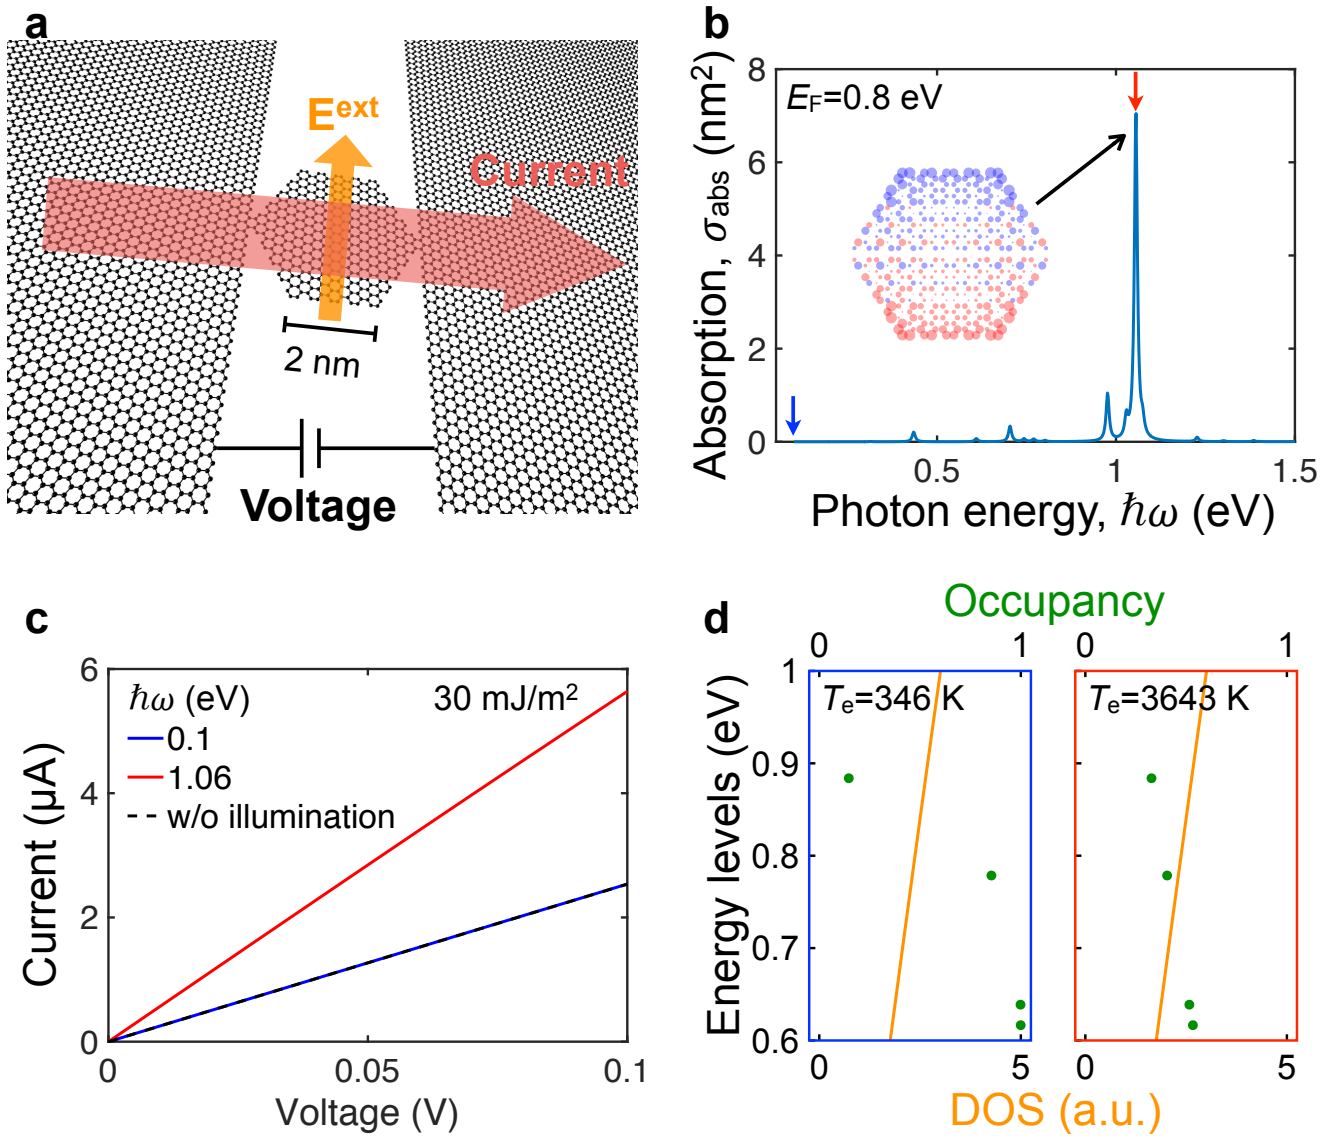 a
E^ext
Current
2 nm
Voltage
b
Absorption, σ_abs (nm²)
8
6
4
2
0
E_F=0.8 eV
0.5
1
1.5
Photon energy, ℏω (eV)
c
Current (µA)
6
4
2
0
ℏω (eV)
30 mJ/m²
0.1
1.06
w/o illumination
0
0.05
0.1
Voltage (V)
d
Occupancy
0
1
0
1
Energy levels (eV)
1
0.9
0.8
0.7
0.6
T_e=346 K
T_e=3643 K
0
5
0
5
DOS (a.u.)